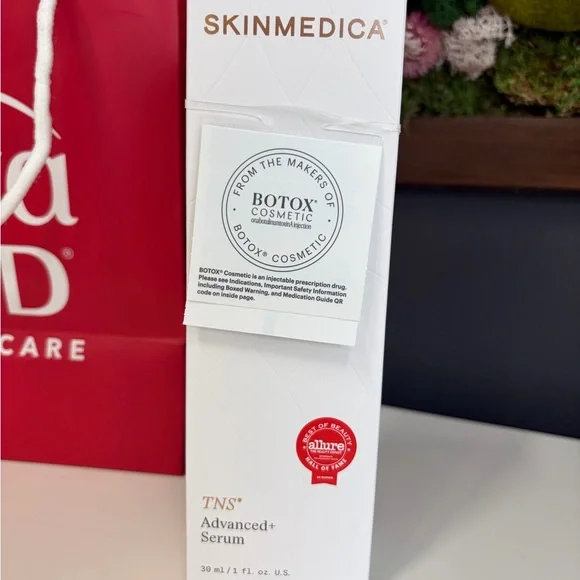 SKINMEDICA®
FROM THE MAKERS OF
BOTOX®
COSMETIC
onabotulinumtoxinA injection
· BOTOX® COSMETIC ·
BOTOX® Cosmetic is an injectable prescription drug.
Please see Indications, Important Safety Information
including Boxed Warning, and Medication Guide QR
code on inside page.
a
D®
CARE
BEST OF BEAUTY
allure
HALL OF FAME
TNS®
Advanced+
Serum
30 ml / 1 fl. oz. U.S.